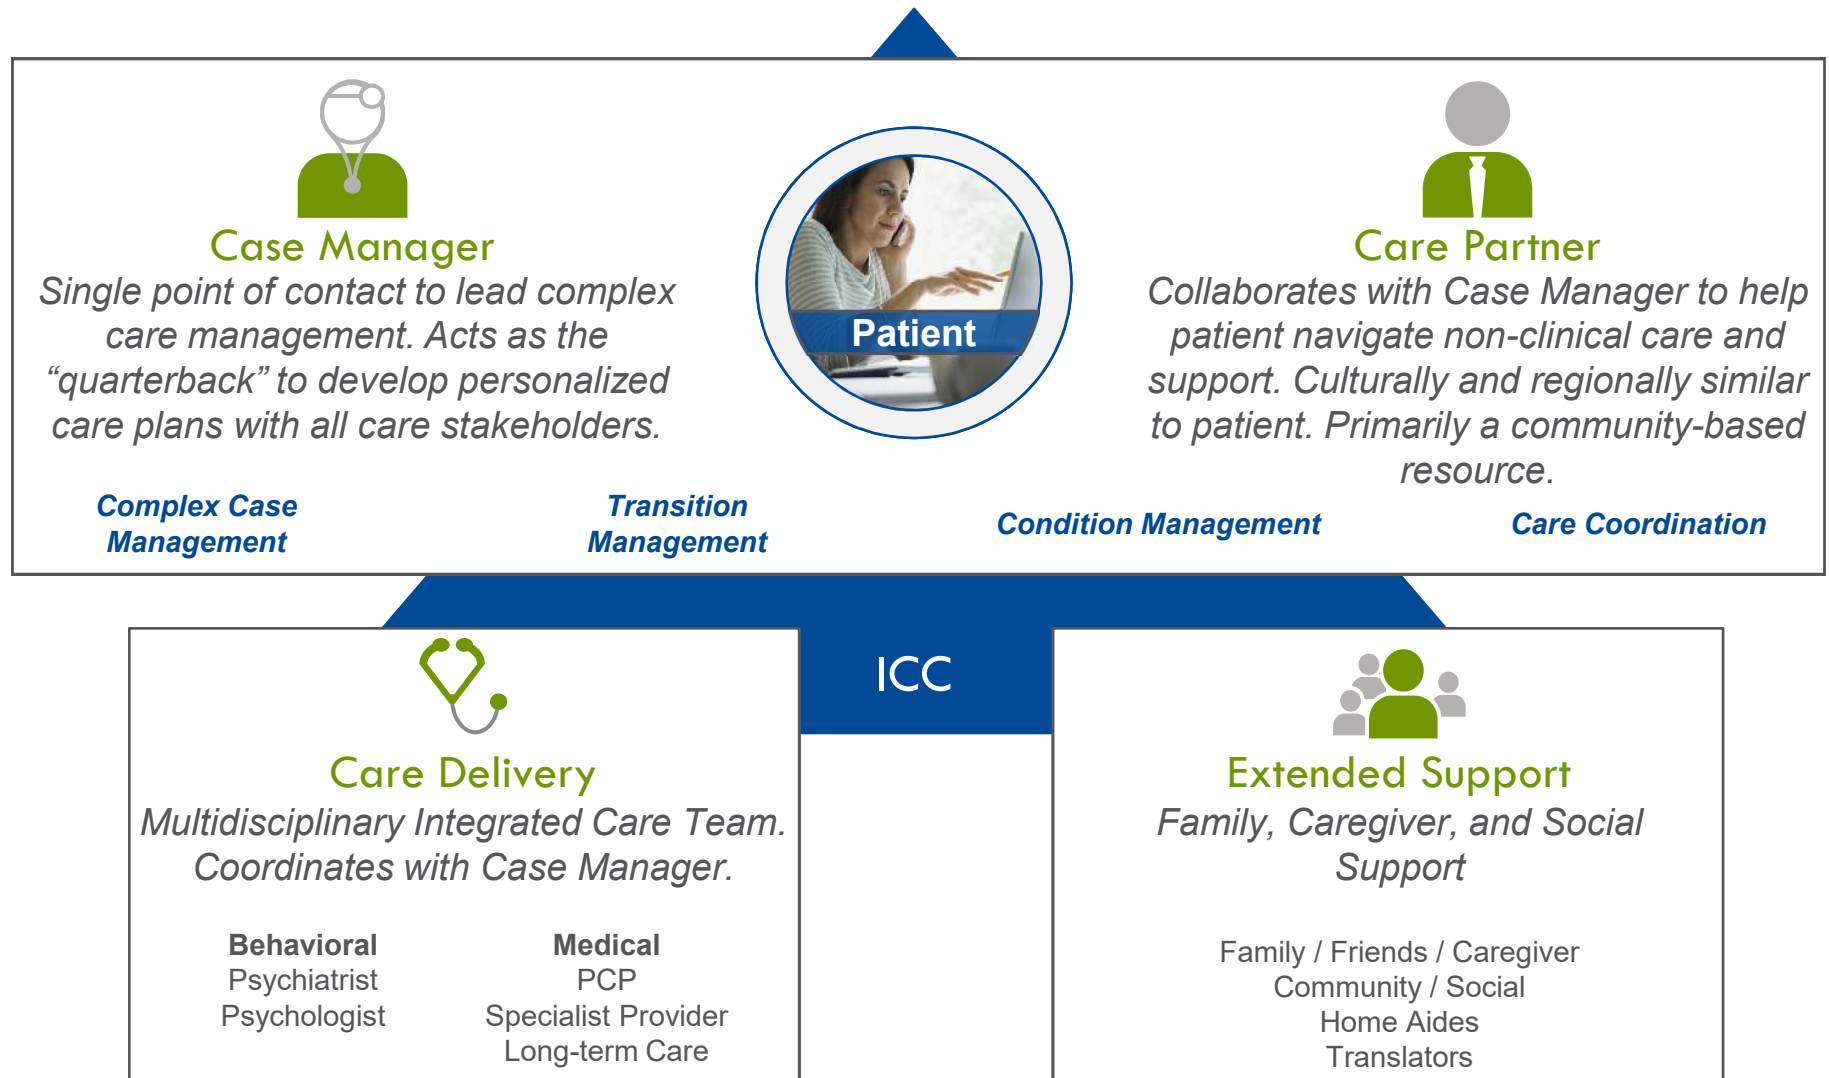 Case Manager
Single point of contact to lead complex
care management. Acts as the
“quarterback” to develop personalized
care plans with all care stakeholders.
Patient
Care Partner
Collaborates with Case Manager to help
patient navigate non-clinical care and
support. Culturally and regionally similar
to patient. Primarily a community-based
resource.
Complex Case
Management
Transition
Management
Condition Management
Care Coordination
ICC
Care Delivery
Multidisciplinary Integrated Care Team.
Coordinates with Case Manager.
Behavioral
Psychiatrist
Psychologist
Medical
PCP
Specialist Provider
Long-term Care
Extended Support
Family, Caregiver, and Social
Support
Family / Friends / Caregiver
Community / Social
Home Aides
Translators